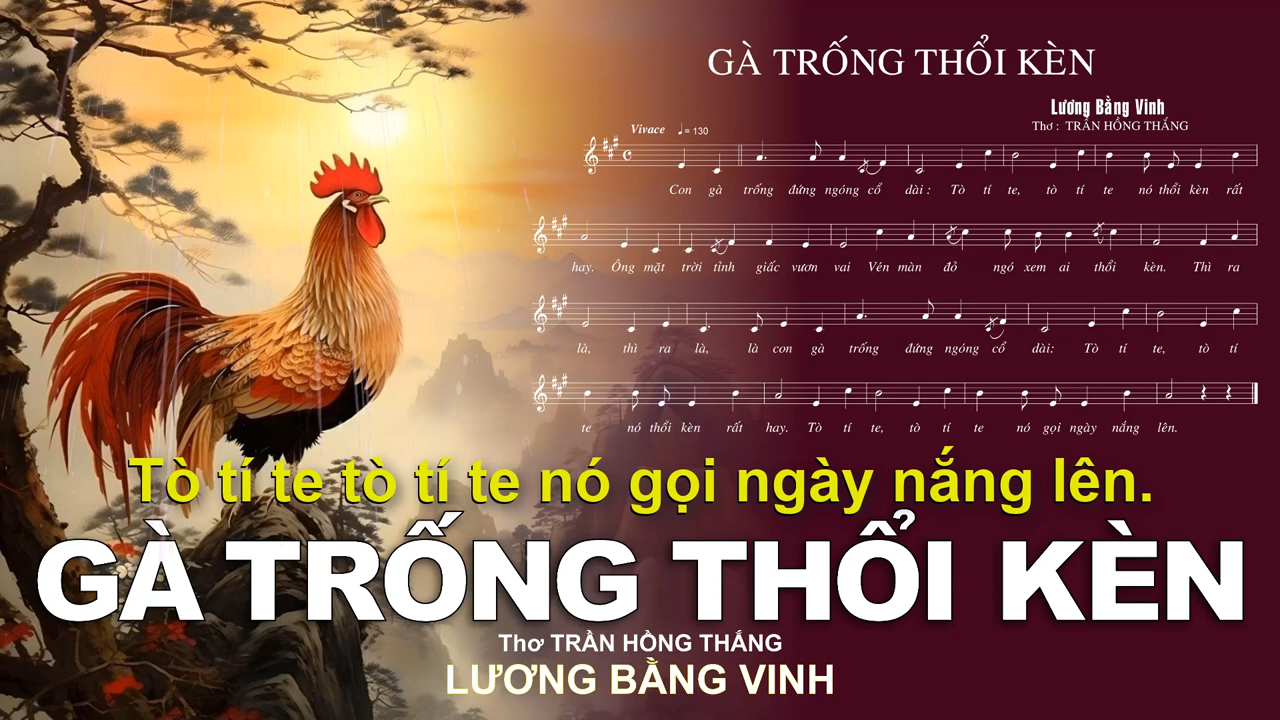 GÀ TRỐNG THỔI KÈN
Lương Bằng Vinh
Thơ : TRẦN HỒNG THẮNG
Vivace ♩= 130
Con gà trống đứng ngóng cổ dài : Tò tí te, tò tí te nó thổi kèn rất
hay. Ông mặt trời tỉnh giấc vươn vai Vén màn đỏ ngó xem ai thổi kèn. Thì ra
là, thì ra là, là con gà trống đứng ngóng cổ dài: Tò tí te, tò tí
te nó thổi kèn rất hay. Tò tí te, tò tí te nó gọi ngày nắng lên.
Tò tí te tò tí te nó gọi ngày nắng lên.
GÀ TRỐNG THỔI KÈN
Thơ TRẦN HỒNG THẮNG
LƯƠNG BẰNG VINH